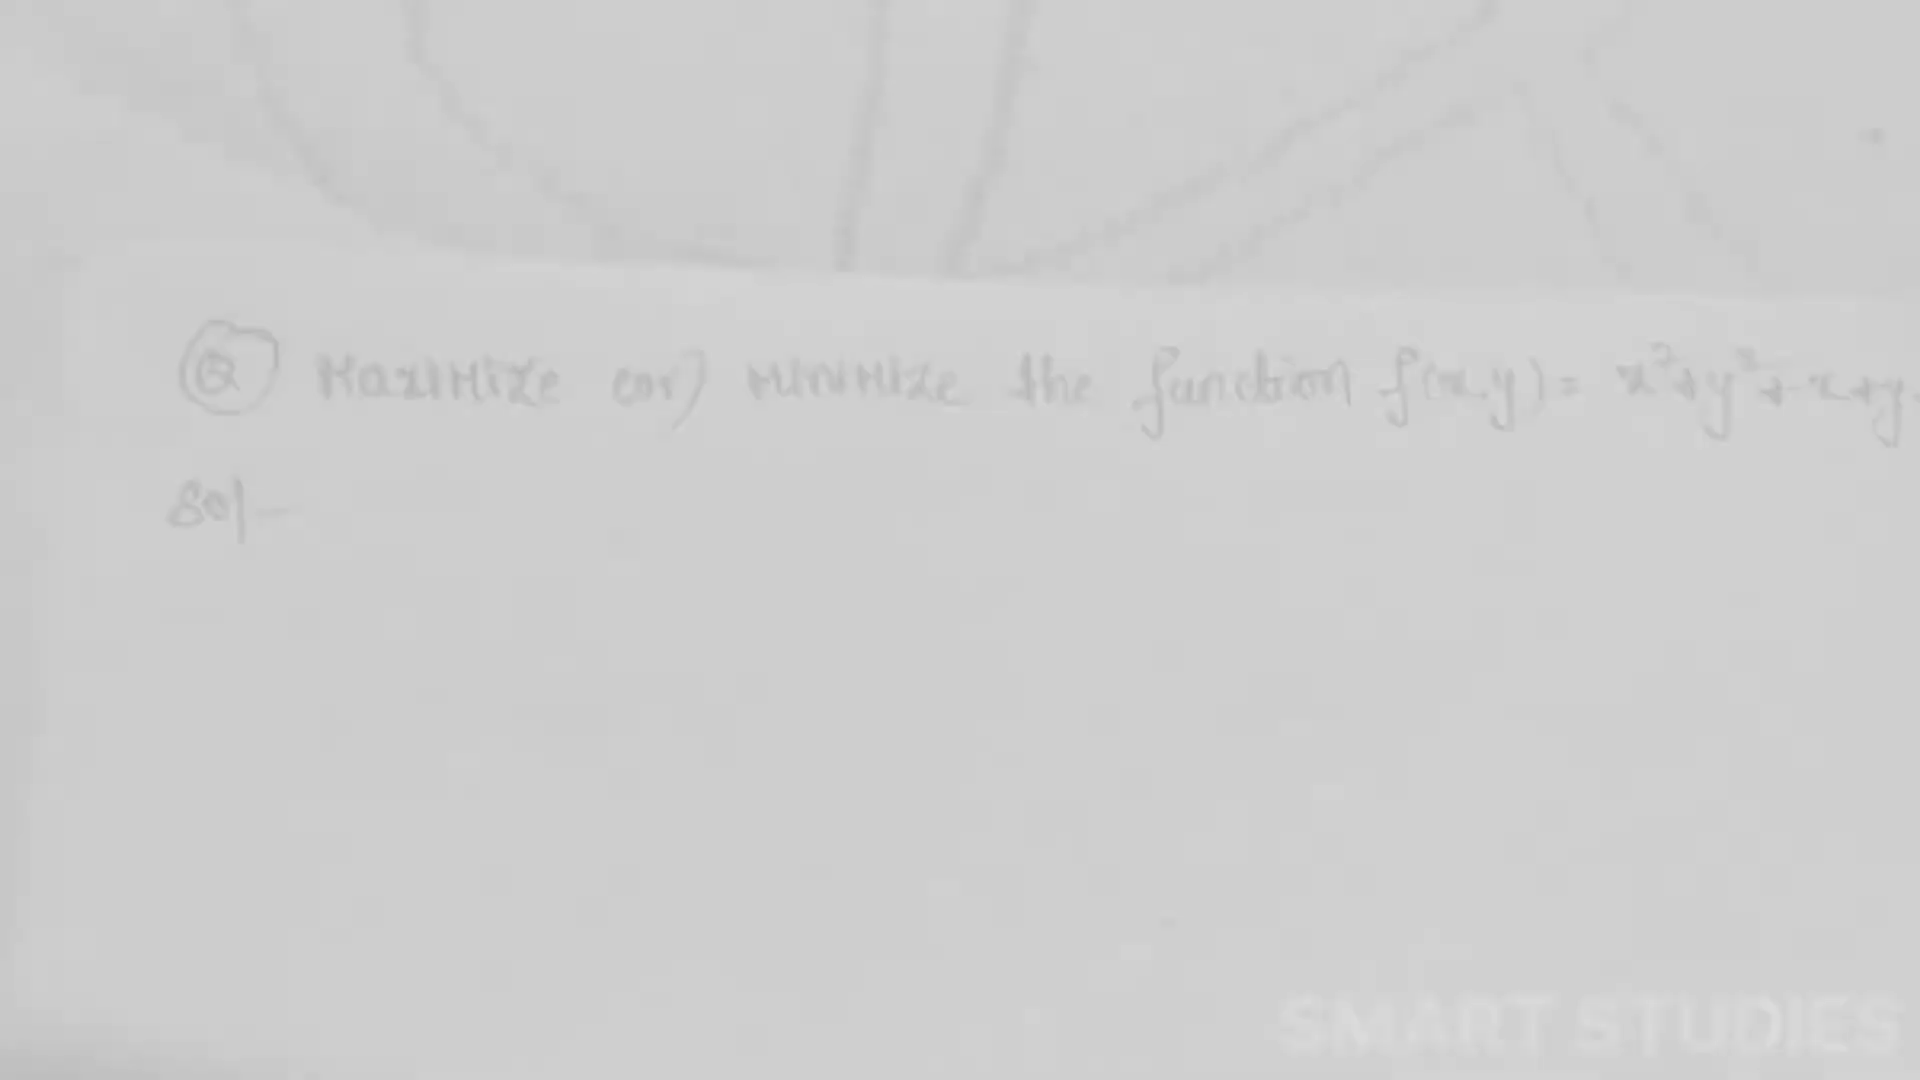 Q Maximize (or) Minimize the function f(x,y) = x²+y²+x+y
Sol-
SMART STUDIES